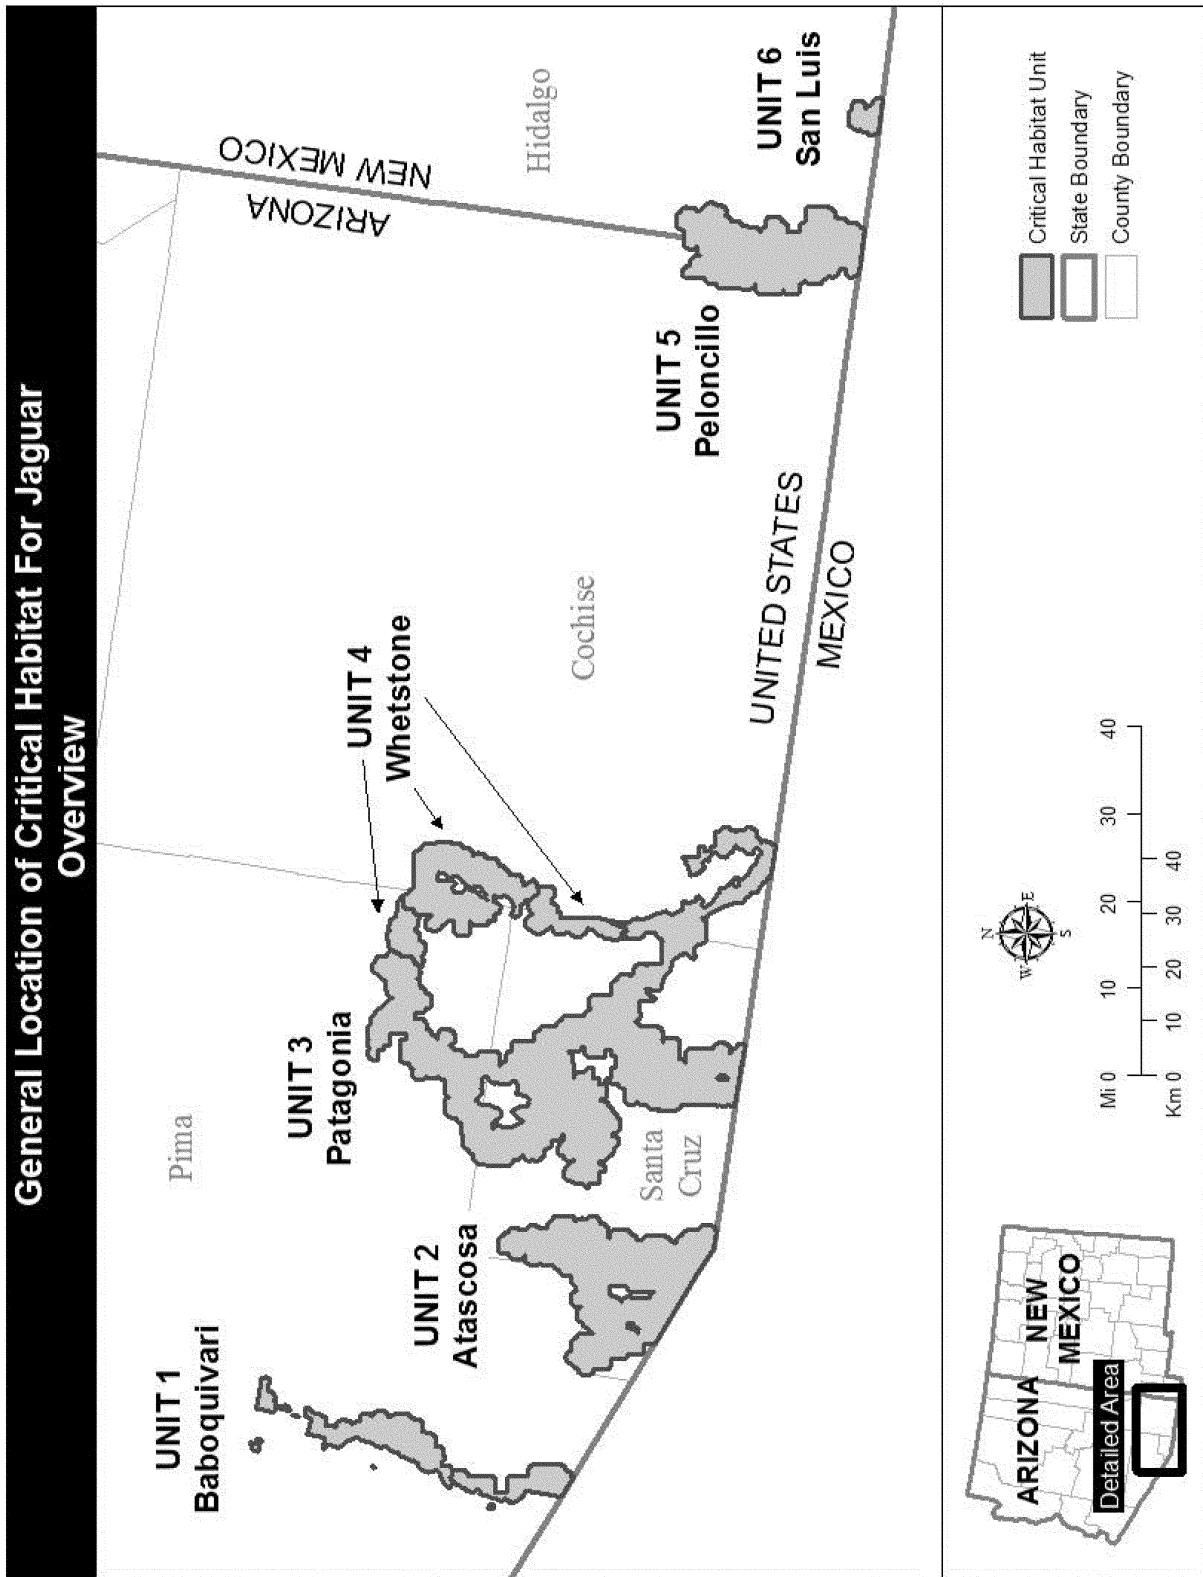 General Location of Critical Habitat For Jaguar
Overview
UNIT 1
Baboquivari
Pima
UNIT 2
Atascosa
UNIT 3
Patagonia
Santa
Cruz
UNIT 4
Whetstone
Cochise
UNIT 5
Peloncillo
ARIZONA
NEW MEXICO
Hidalgo
UNIT 6
San Luis
UNITED STATES
MEXICO
ARIZONA
NEW
MEXICO
Detailed Area
N
W
E
S
Mi 0 10 20 30 40
Km 0 10 20 30 40
Critical Habitat Unit
State Boundary
County Boundary